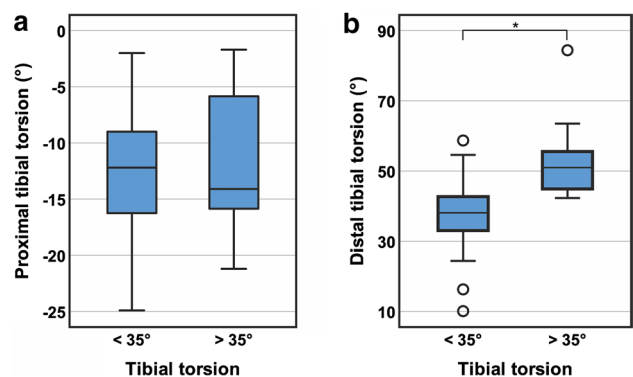 a
Proximal tibial torsion (°)
0
-5
-10
-15
-20
-25
< 35°
> 35°
Tibial torsion
b
*
Distal tibial torsion (°)
90
70
50
30
10
< 35°
> 35°
Tibial torsion